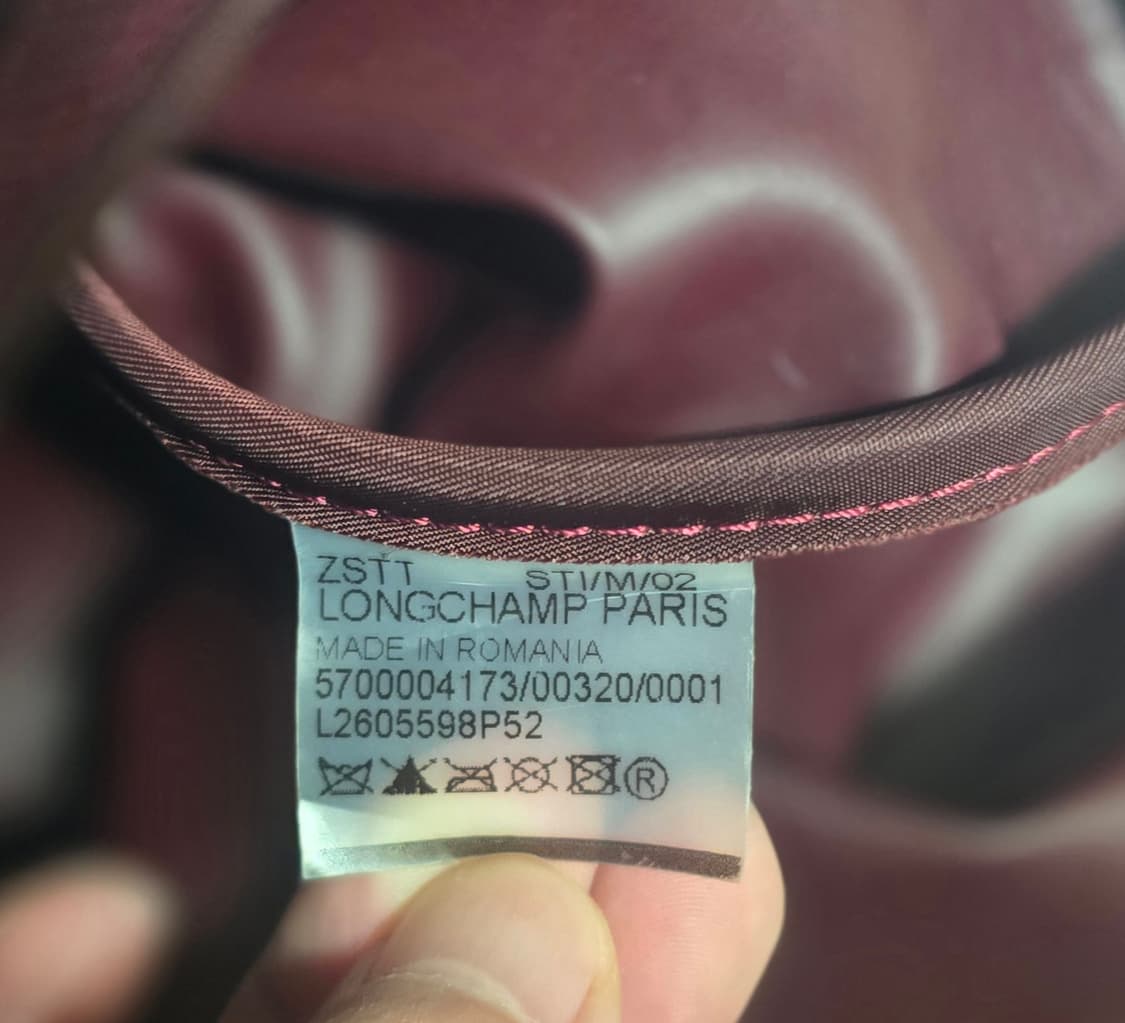 ZSTT STI/M/02
LONGCHAMP PARIS
MADE IN ROMANIA
5700004173/00320/0001
L2605598P52
®